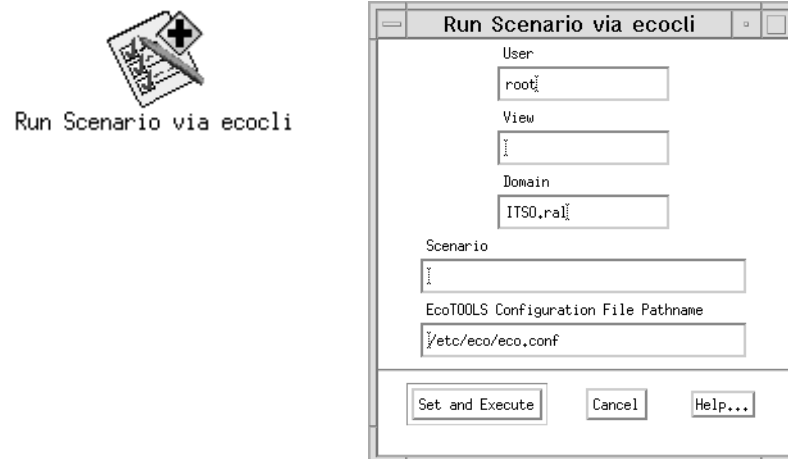 Run Scenario via ecocli
Run Scenario via ecocli
User
root
View
Domain
ITSO.ral
Scenario
EcoTOOLS Configuration File Pathname
/etc/eco/eco.conf
Set and Execute
Cancel
Help...